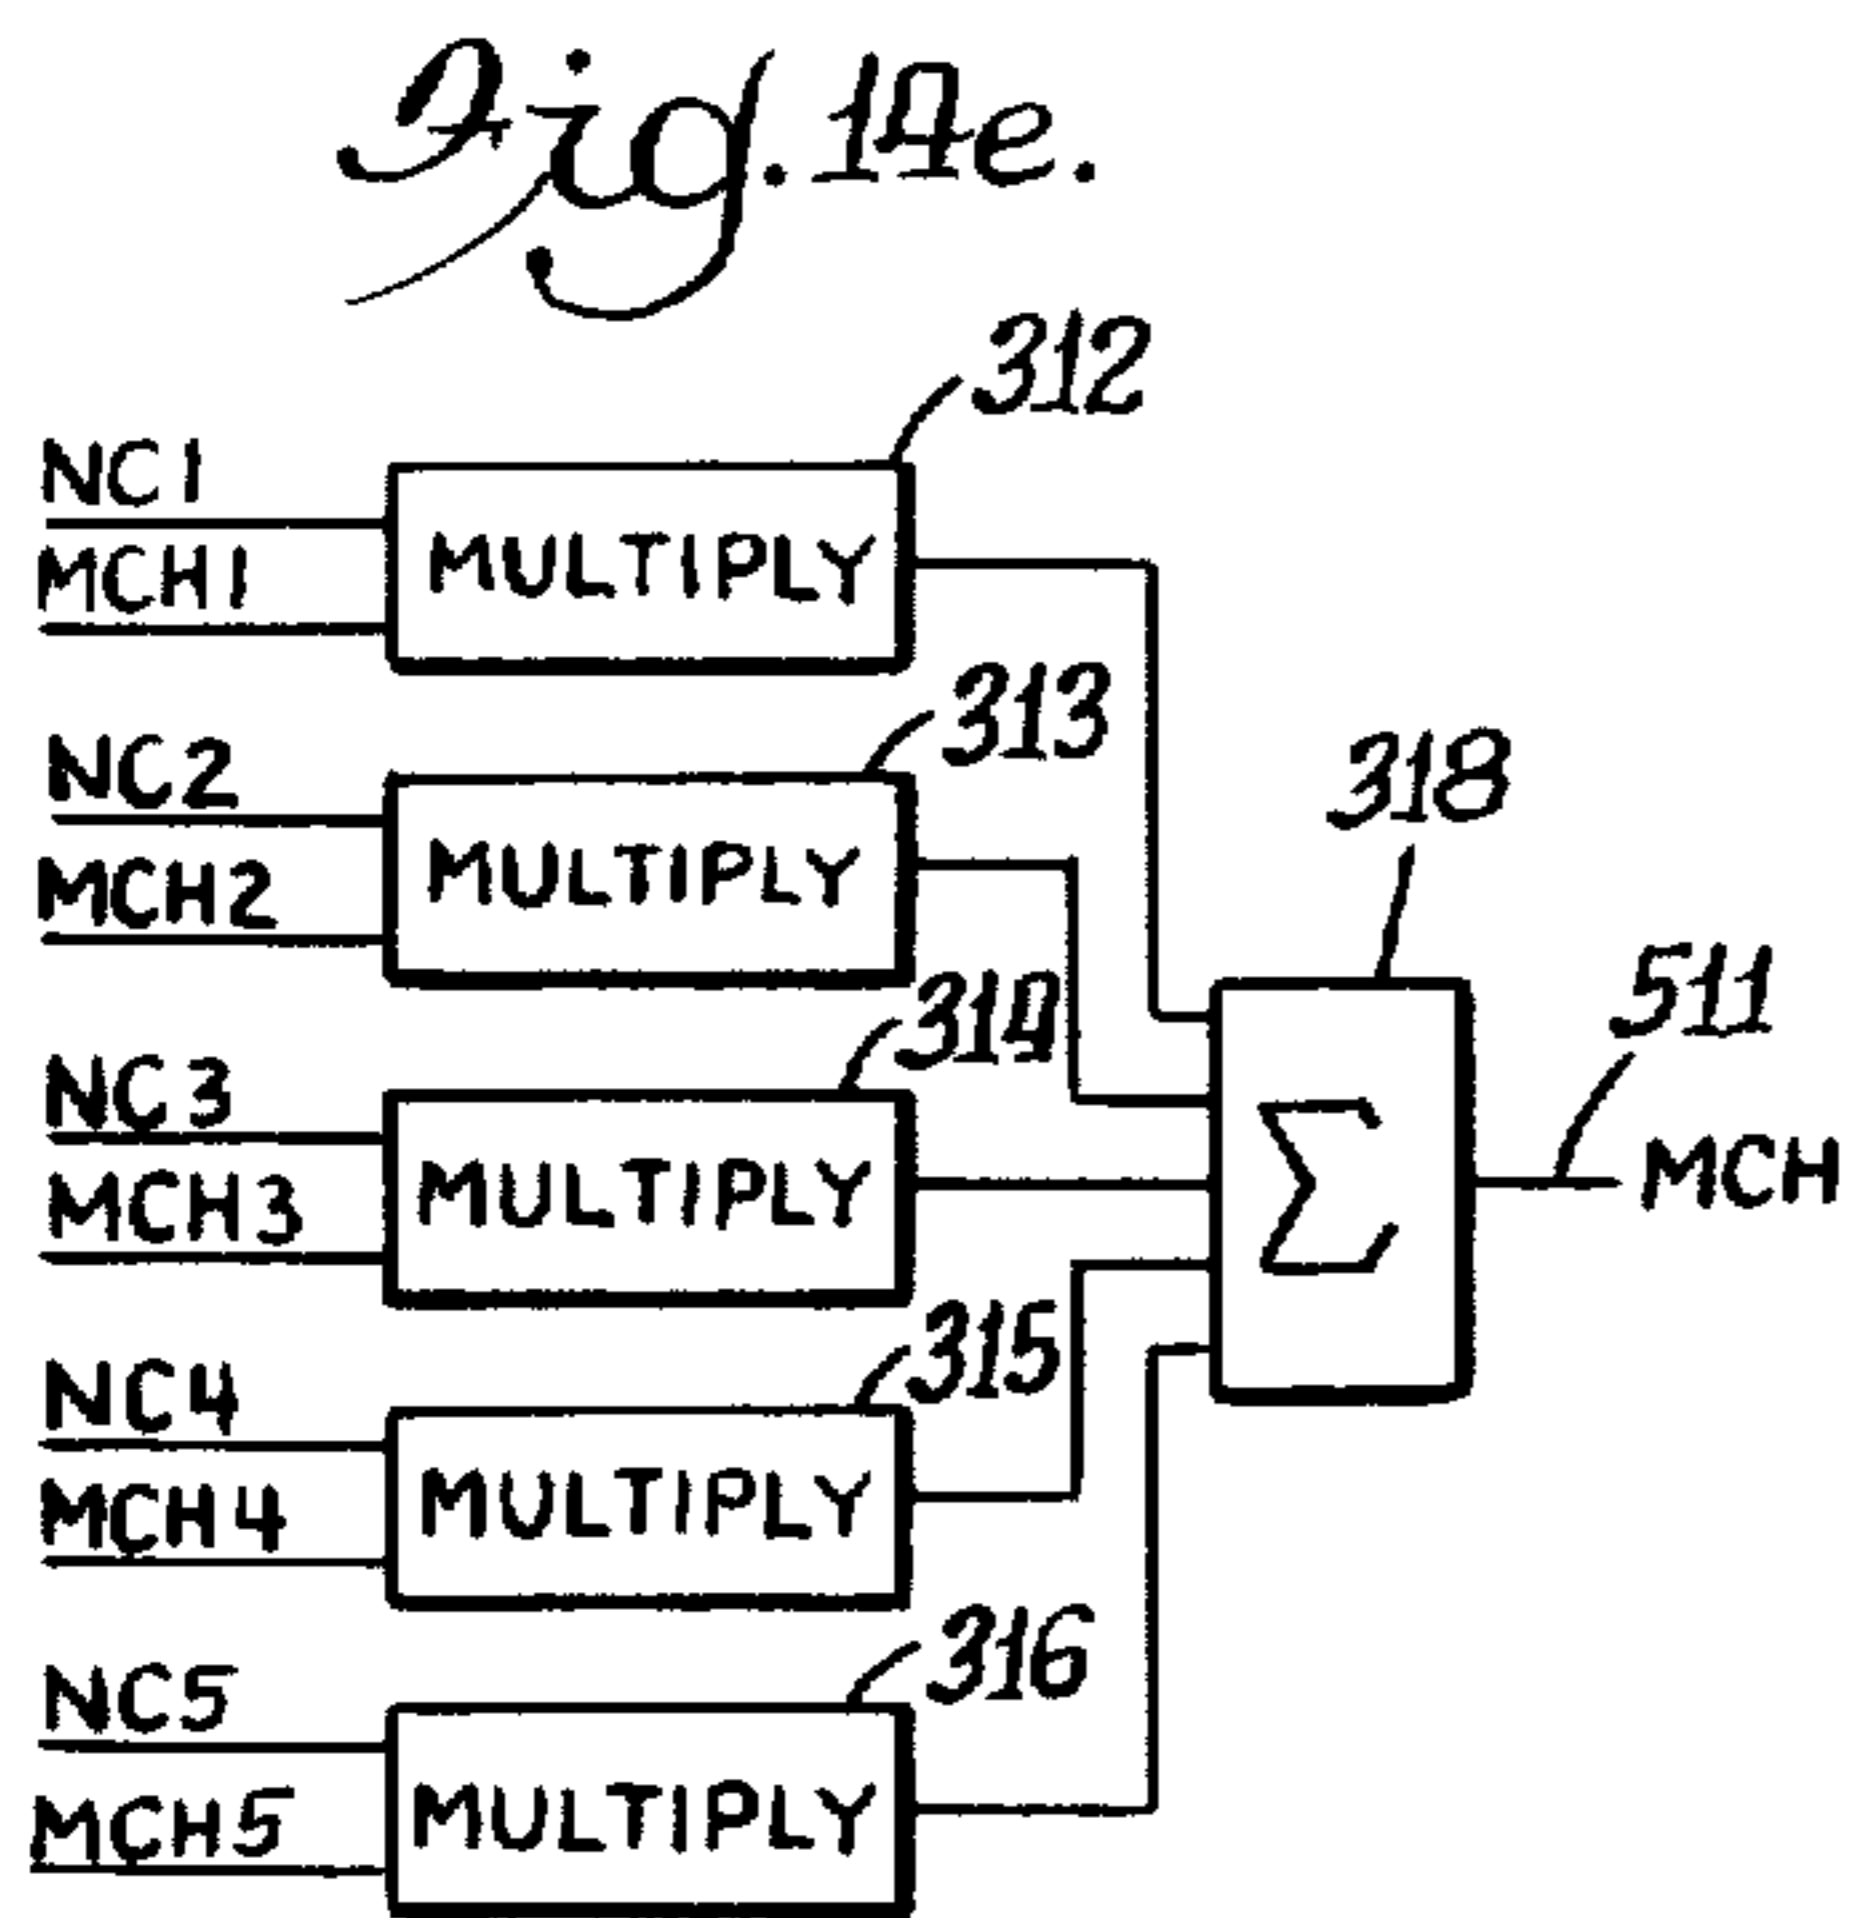 Fig. 14e.
312
NC1
MCH1
MULTIPLY
313
NC2
MCH2
MULTIPLY
318
314
511
NC3
MCH3
MULTIPLY
Σ
MCH
315
NC4
MCH4
MULTIPLY
316
NC5
MCH5
MULTIPLY